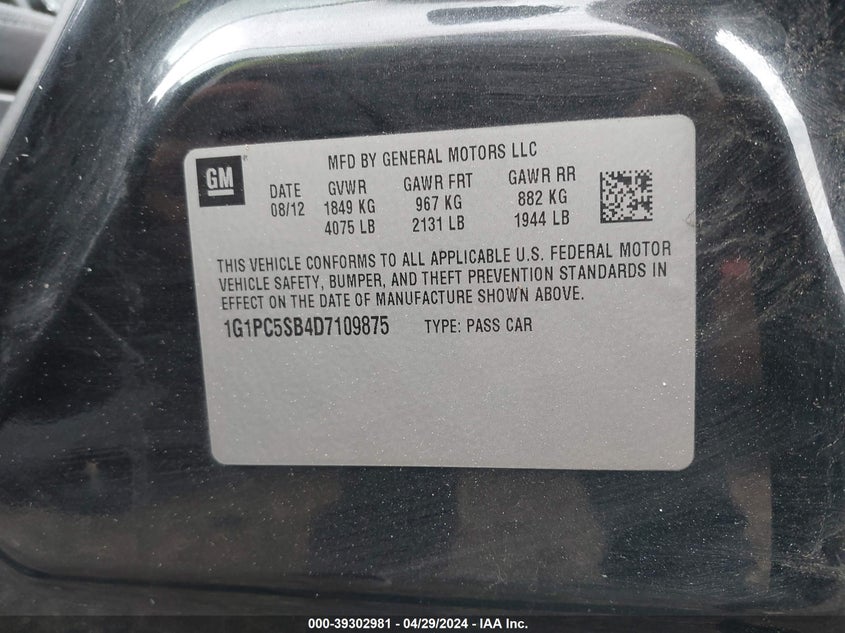 MFD BY GENERAL MOTORS LLC
GM
DATE GVWR GAWR FRT GAWR RR
08/12 1849 KG 967 KG 882 KG
4075 LB 2131 LB 1944 LB
THIS VEHICLE CONFORMS TO ALL APPLICABLE U.S. FEDERAL MOTOR
VEHICLE SAFETY, BUMPER, AND THEFT PREVENTION STANDARDS IN
EFFECT ON THE DATE OF MANUFACTURE SHOWN ABOVE.
1G1PC5SB4D7109875 TYPE: PASS CAR
000-39302981 - 04/29/2024 - IAA Inc.